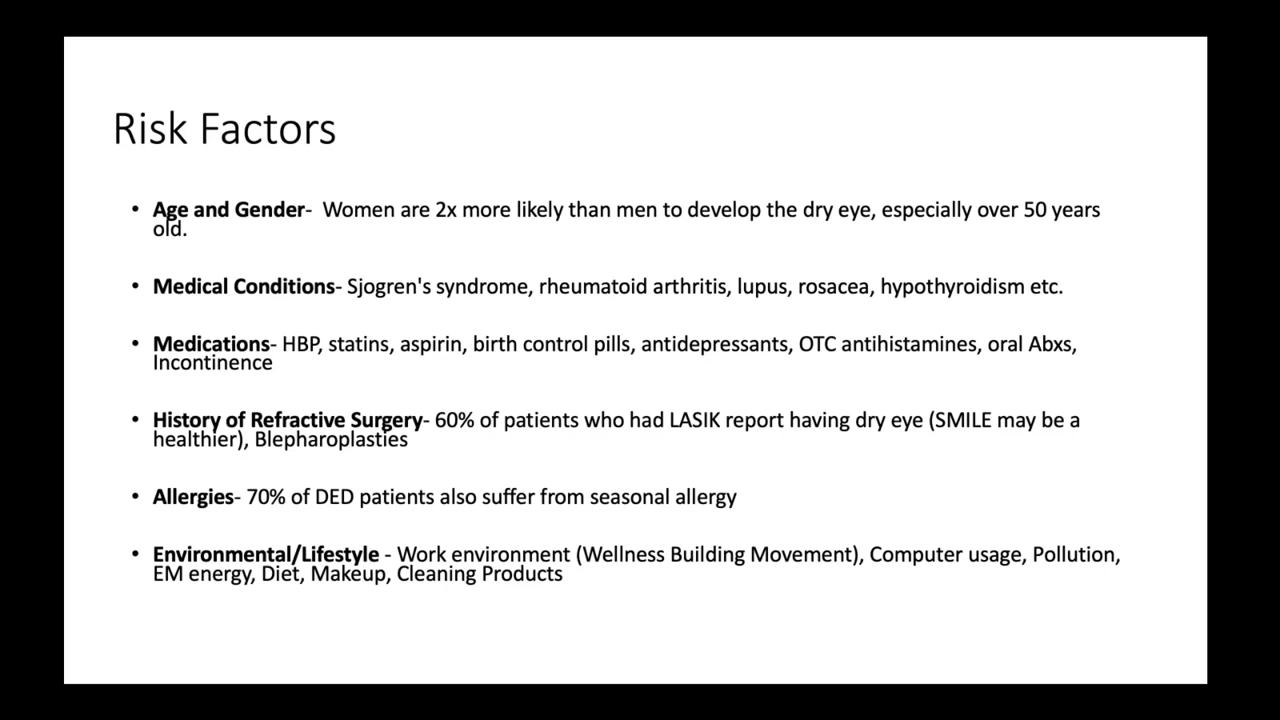 Risk Factors
• Age and Gender-  Women are 2x more likely than men to develop the dry eye, especially over 50 years
old.
• Medical Conditions- Sjogren's syndrome, rheumatoid arthritis, lupus, rosacea, hypothyroidism etc.
• Medications- HBP, statins, aspirin, birth control pills, antidepressants, OTC antihistamines, oral Abxs,
Incontinence
• History of Refractive Surgery- 60% of patients who had LASIK report having dry eye (SMILE may be a
healthier), Blepharoplasties
• Allergies- 70% of DED patients also suffer from seasonal allergy
• Environmental/Lifestyle - Work environment (Wellness Building Movement), Computer usage, Pollution,
EM energy, Diet, Makeup, Cleaning Products